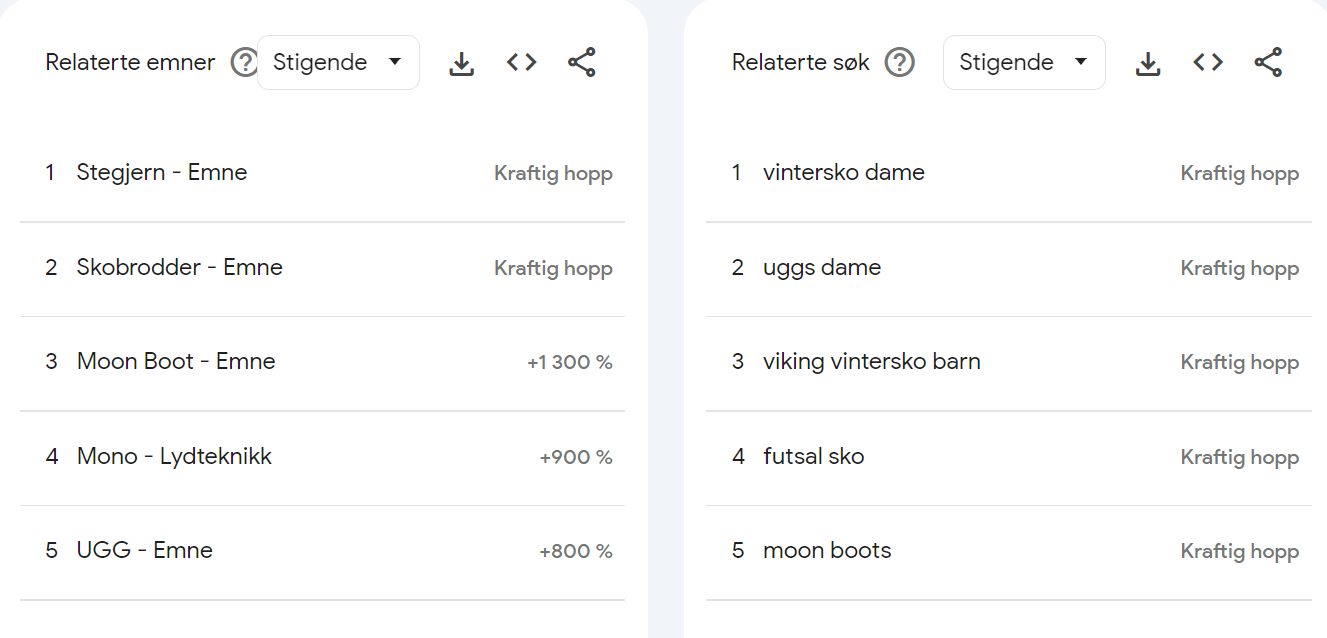 Relaterte emner
Stigende
1 Stegjern - Emne Kraftig hopp
2 Skobrodder - Emne Kraftig hopp
3 Moon Boot - Emne +1 300 %
4 Mono - Lydteknikk +900 %
5 UGG - Emne +800 %
Relaterte søk
Stigende
1 vintersko dame Kraftig hopp
2 uggs dame Kraftig hopp
3 viking vintersko barn Kraftig hopp
4 futsal sko Kraftig hopp
5 moon boots Kraftig hopp